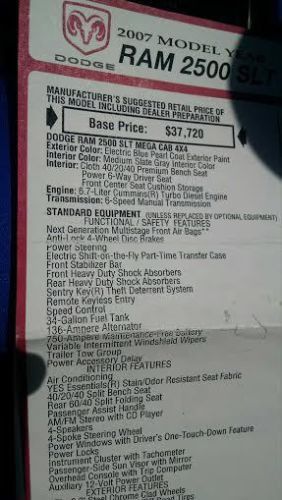 2007 MODEL YEAR
DODGE
RAM 2500 SLT
MANUFACTURER'S SUGGESTED RETAIL PRICE OF
THIS MODEL INCLUDING DEALER PREPARATION
Base Price: $37,720
DODGE RAM 2500 SLT MEGA CAB 4X4
Exterior Color: Electric Blue Pearl Coat Exterior Paint
Interior Color: Medium Slate Gray Interior Color
Interior: Cloth 40/20/40 Premium Bench Seat
Power 6-Way Driver Seat
Front Center Seat Cushion Storage
Engine: 6.7-Liter Cummins(R) Turbo Diesel Engine
Transmission: 6-Speed Manual Transmission
STANDARD EQUIPMENT (UNLESS REPLACED BY OPTIONAL EQUIPMENT)
FUNCTIONAL / SAFETY FEATURES
Next Generation Multistage Front Air Bags**
Anti-Lock 4-Wheel Disc Brakes
Power Steering
Electric Shift-on-the-Fly Part-Time Transfer Case
Front Stabilizer Bar
Front Heavy Duty Shock Absorbers
Rear Heavy Duty Shock Absorbers
Sentry Key(R) Theft Deterrent System
Remote Keyless Entry
Speed Control
34-Gallon Fuel Tank
136-Ampere Alternator
750-Ampere Maintenance-Free Battery
Variable Intermittent Windshield Wipers
Trailer Tow Group
Power Accessory Delay
INTERIOR FEATURES
Air Conditioning
YES Essentials(R) Stain/Odor Resistant Seat Fabric
40/20/40 Split Bench Seat
Rear 60/40 Split Folding Seat
Passenger Assist Handle
AM/FM Stereo with CD Player
4-Speakers
4-Spoke Steering Wheel
Power Windows with Driver's One-Touch-Down Feature
Power Locks
Instrument Cluster with Tachometer
Passenger-Side Sun Visor with Mirror
Overhead Console with Trip Computer
Auxiliary 12-Volt Power Outlet
EXTERIOR FEATURES
Steel Chrome Clad Wheels